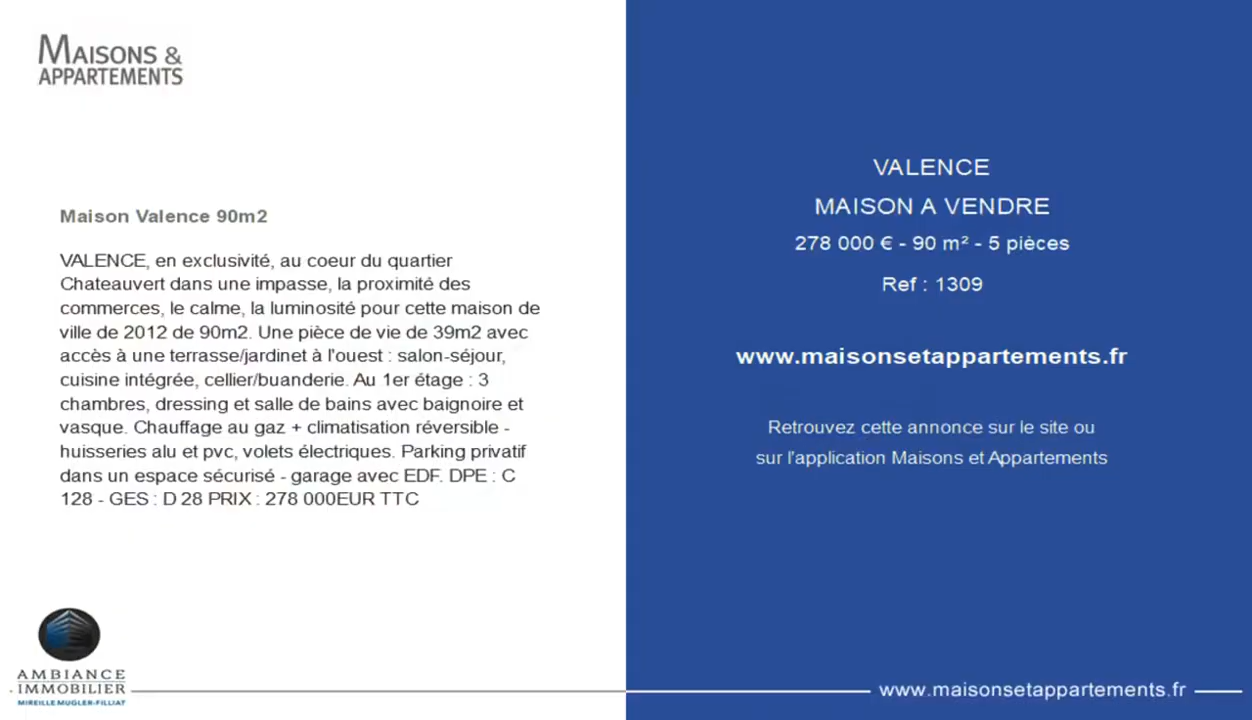 MAISONS &
APPARTEMENTS
Maison Valence 90m2
VALENCE, en exclusivité, au coeur du quartier
Chateauvert dans une impasse, la proximité des
commerces, le calme, la luminosité pour cette maison de
ville de 2012 de 90m2. Une pièce de vie de 39m2 avec
accès à une terrasse/jardinet à l'ouest : salon-séjour,
cuisine intégrée, cellier/buanderie. Au 1er étage : 3
chambres, dressing et salle de bains avec baignoire et
vasque. Chauffage au gaz + climatisation réversible -
huisseries alu et pvc, volets électriques. Parking privatif
dans un espace sécurisé - garage avec EDF. DPE : C
128 - GES : D 28 PRIX : 278 000EUR TTC
AMBIANCE
IMMOBILIER
MIREILLE MUGLER-FILLIAT
VALENCE
MAISON A VENDRE
278 000 € - 90 m² - 5 pièces
Ref : 1309
www.maisonsetappartements.fr
Retrouvez cette annonce sur le site ou
sur l'application Maisons et Appartements
www.maisonsetappartements.fr